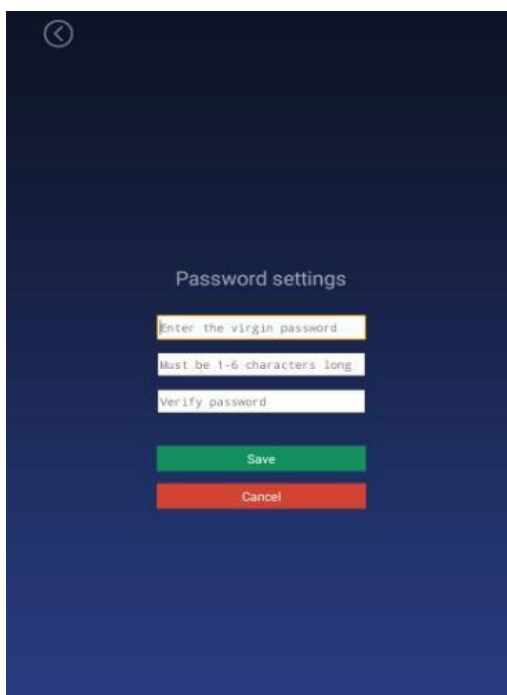 Password settings
Enter the virgin password
Must be 1-6 characters long
Verify password
Save
Cancel